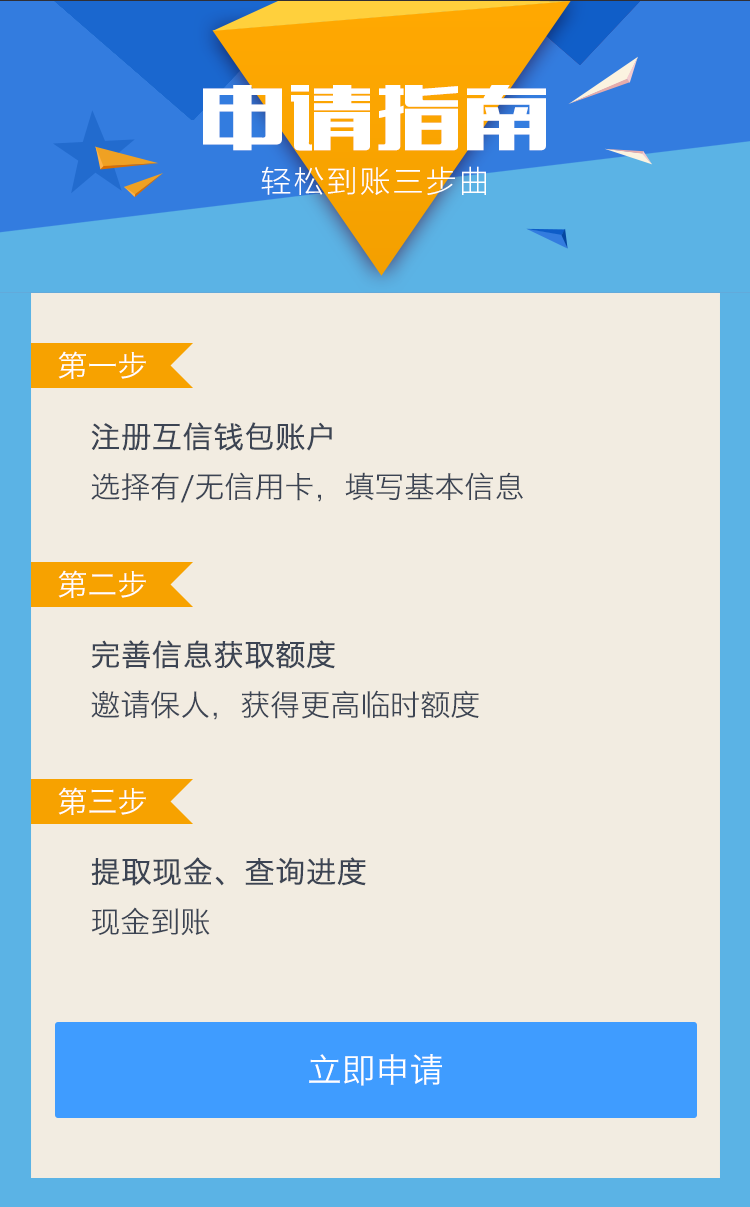 申请指南
轻松到账三步曲
第一步
注册互信钱包账户
选择有/无信用卡，填写基本信息
第二步
完善信息获取额度
邀请保人，获得更高临时额度
第三步
提取现金、查询进度
现金到账
立即申请